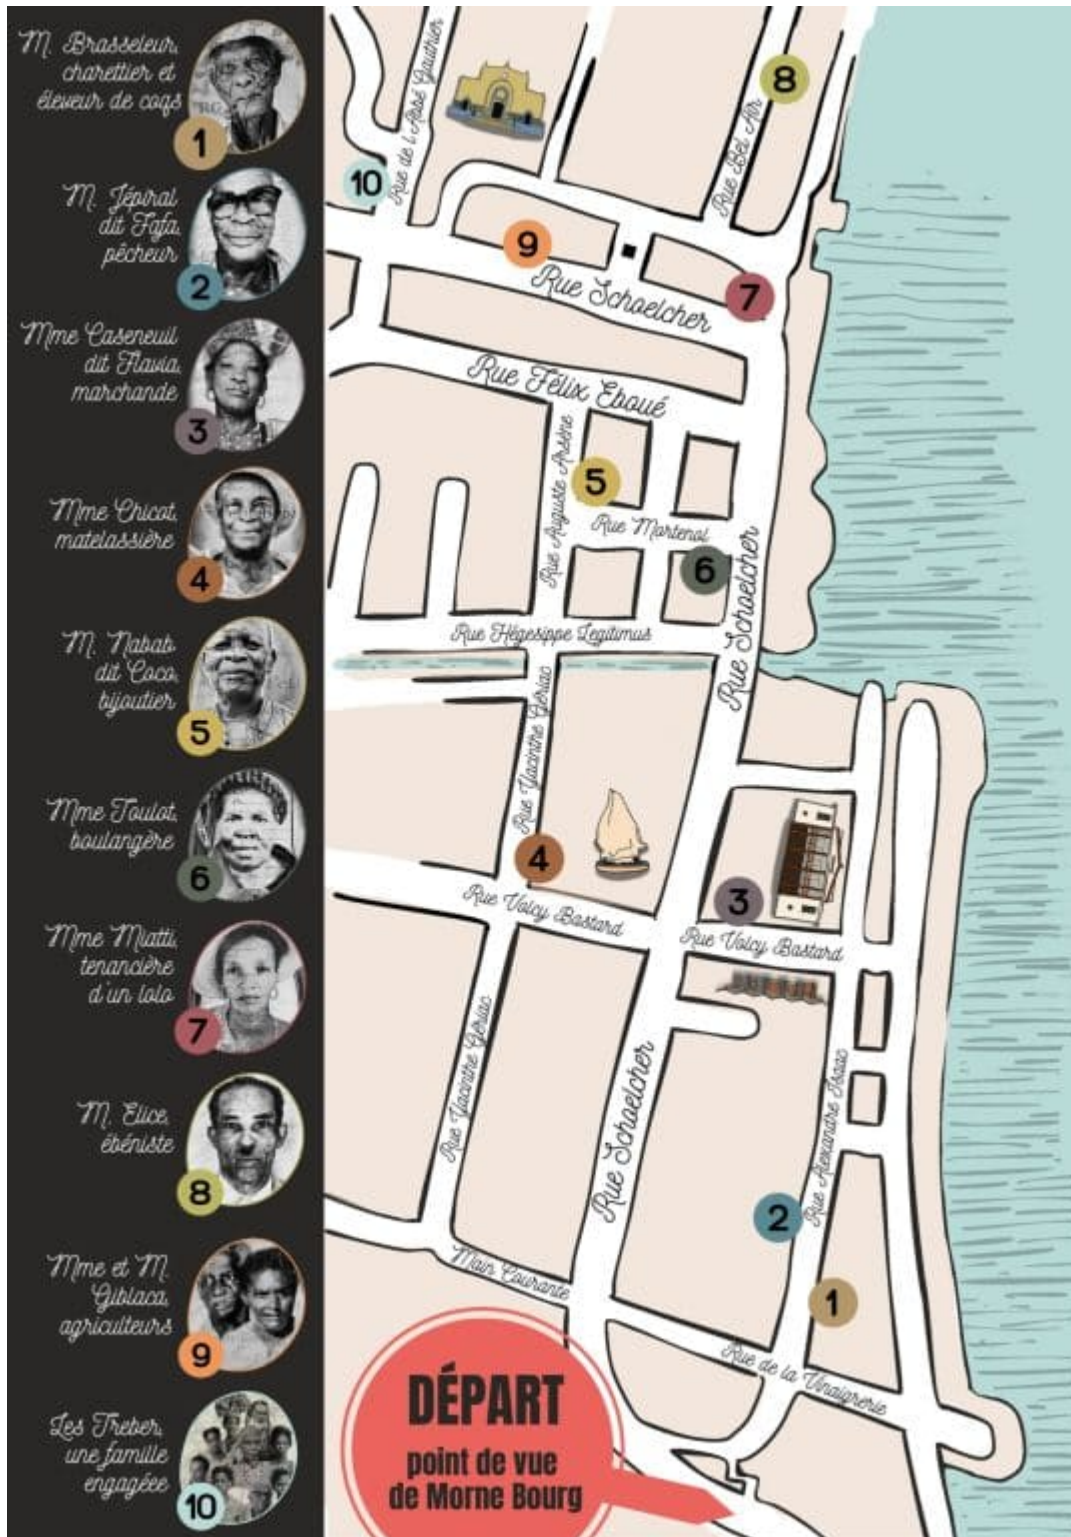 M. Brasseleur,
charettier et
éleveur de coqs
1
M. Jépiral
dit Fafa,
pêcheur
2
Mme Caseneuil
dit Flavia,
marchande
3
Mme Chicot,
matelassière
4
M. Nabab
dit Coco,
bijoutier
5
Mme Toulot,
boulangère
6
Mme Miatti,
tenancière
d'un lolo
7
M. Elice,
ébéniste
8
Mme et M.
Giblaca,
agriculteurs
9
Les Treber,
une famille
engagéee
10
Rue de l'Abbé Gauthier
8
Rue Bel Air
10
9
Rue Schoelcher
7
Rue Félix Eboué
Rue Auguste Arsène
5
Rue Mortenol
6
Rue Schoelcher
Rue Hégesippe Legitimus
Rue Yacinthe Gériac
4
3
Rue Volcy Bastard
Rue Volcy Bastard
Rue Yacinthe Gériac
Rue Schoelcher
Rue Alexandre Isaac
2
1
Main Courante
Rue de la Vinaigrerie
DÉPART
point de vue
de Morne Bourg